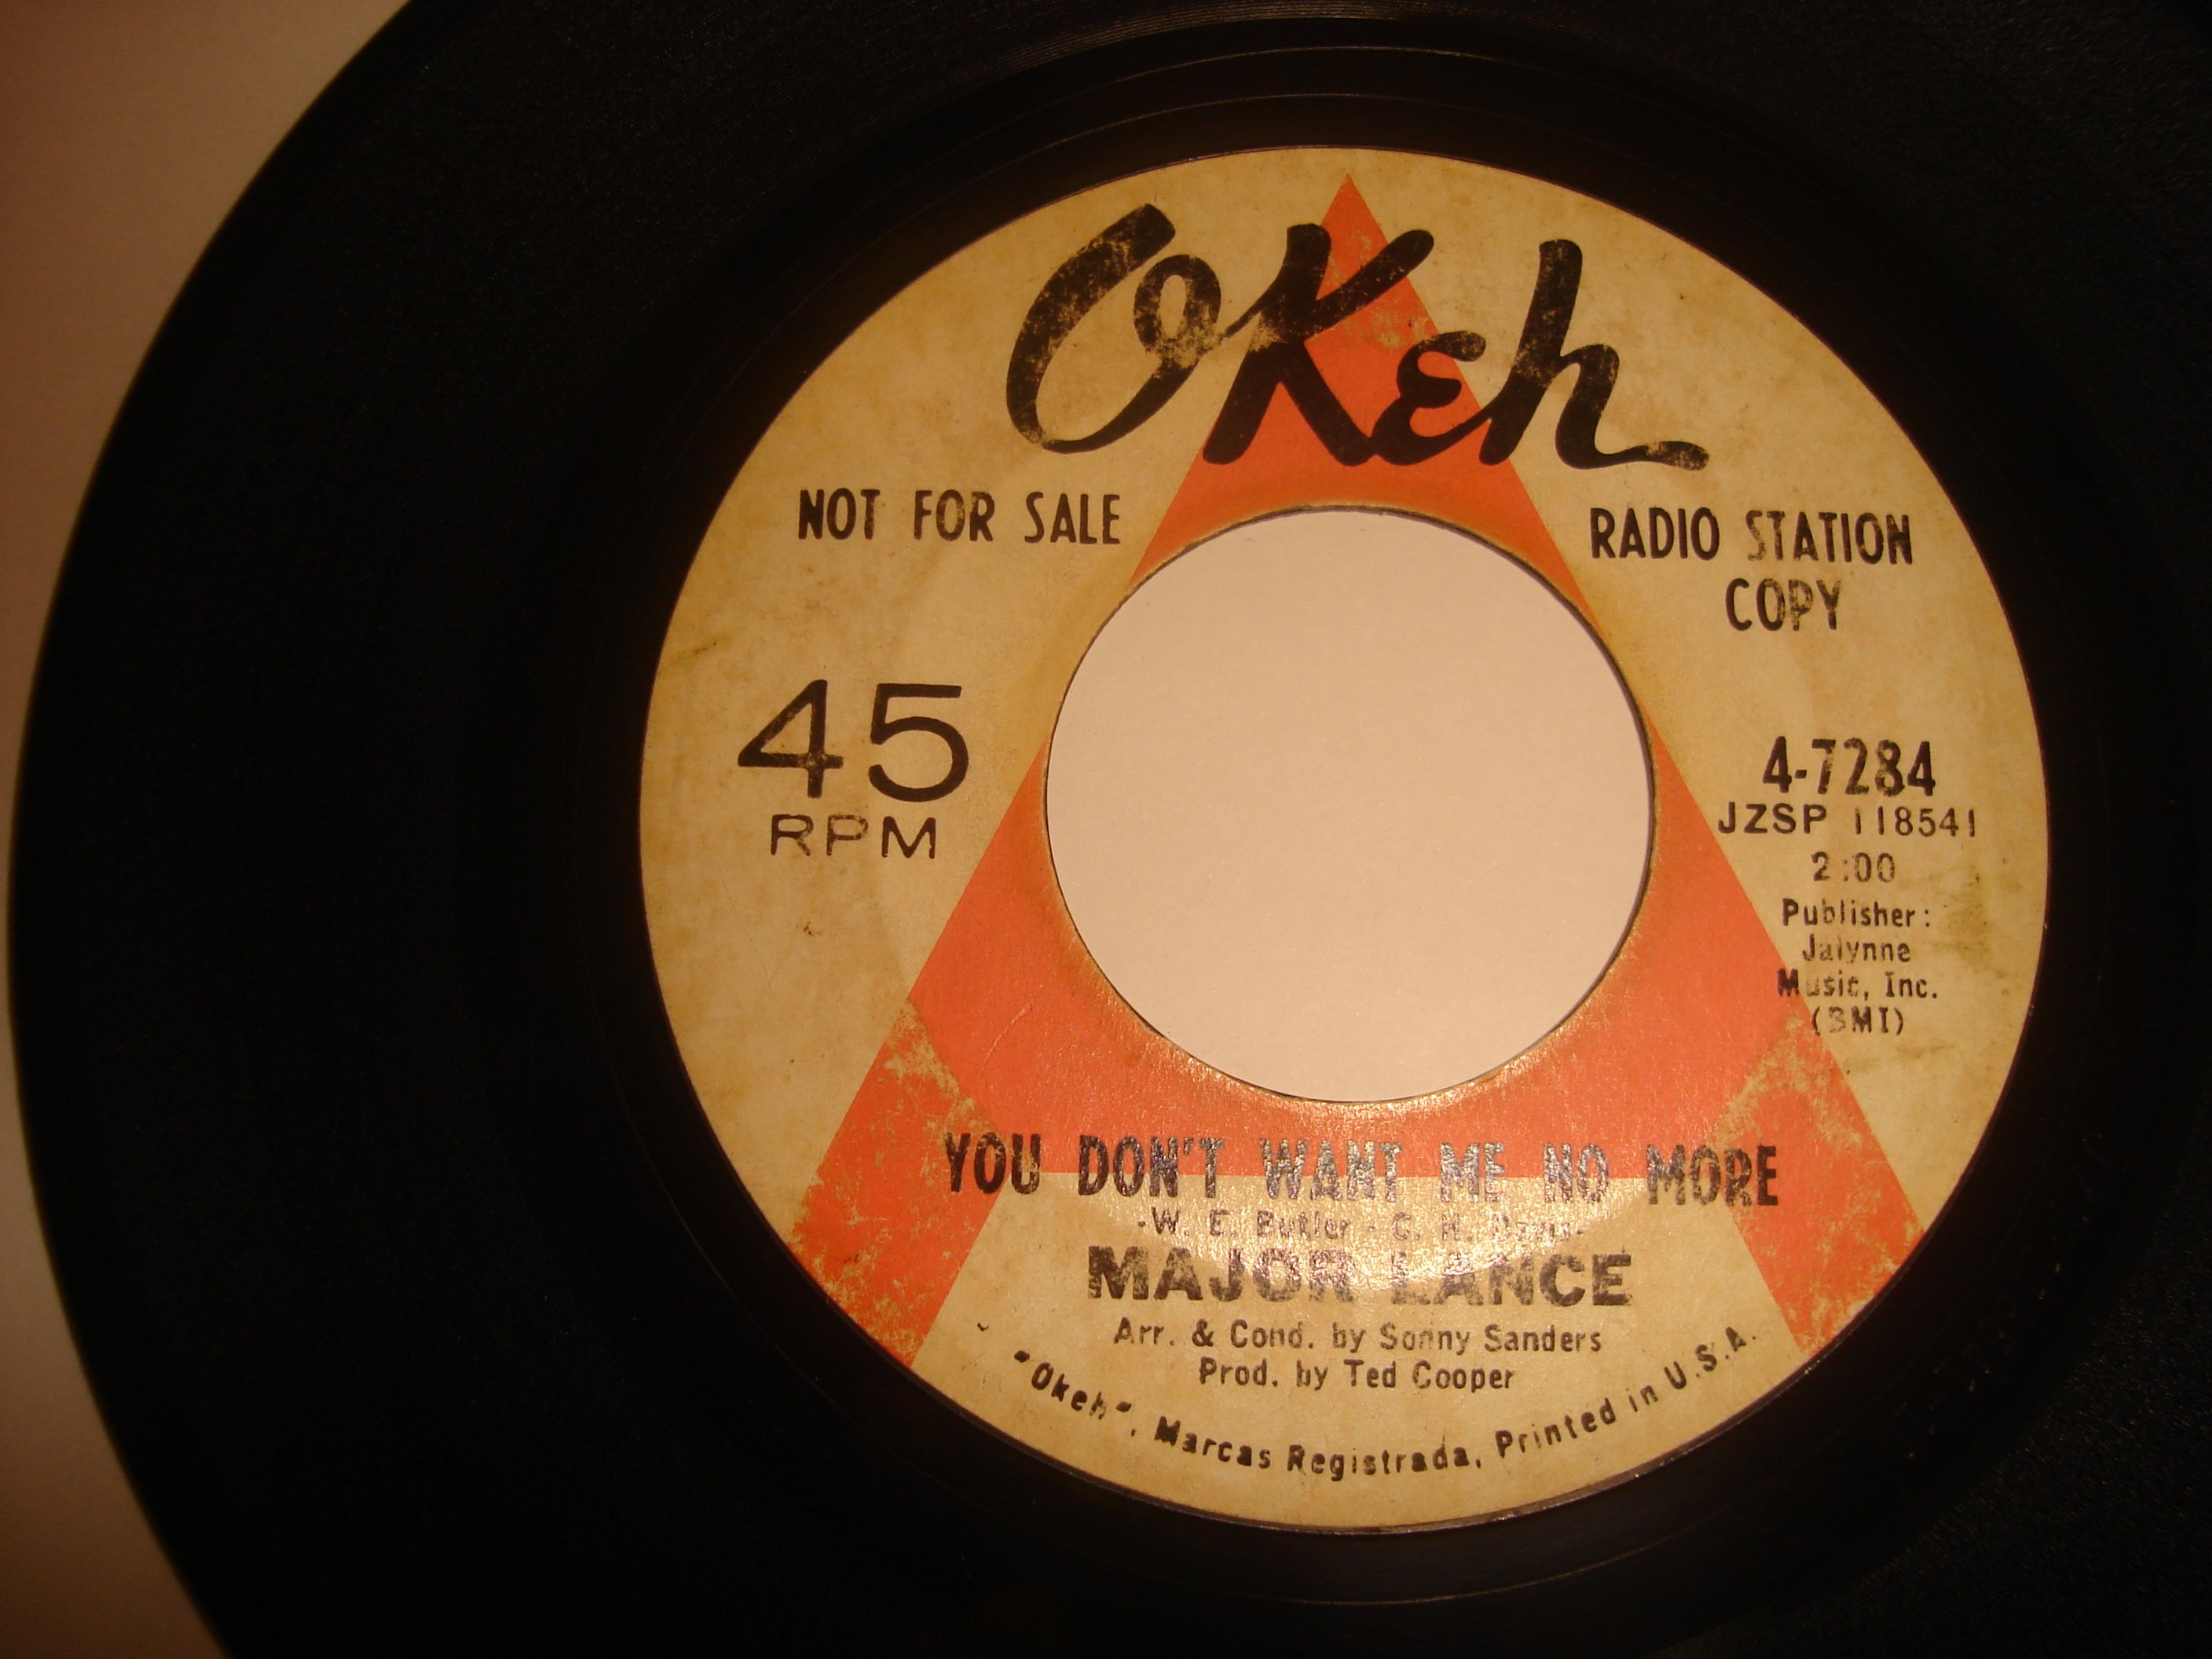 OKeh
NOT FOR SALE
RADIO STATION
COPY
45
RPM
4-7284
JZSP 118541
2:00
Publisher:
Jalynne
Music, Inc.
(BMI)
YOU DON'T WANT ME NO MORE
-W. E. Butler - C. H. Davis-
MAJOR LANCE
Arr. & Cond. by Sonny Sanders
Prod. by Ted Cooper
"Okeh", Marcas Registrada, Printed in U.S.A.